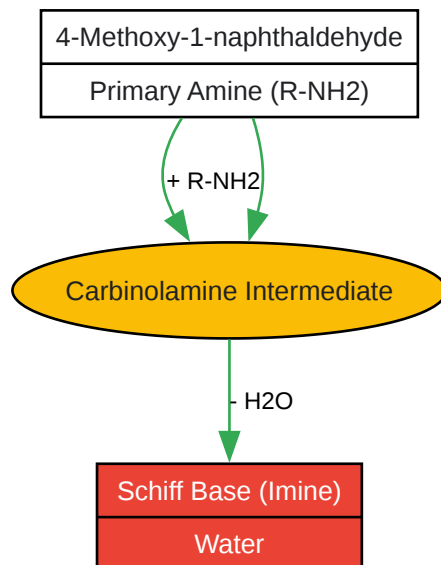 4-Methoxy-1-naphthaldehyde
Primary Amine (R-NH2)
+ R-NH2
Carbinolamine Intermediate
- H2O
Schiff Base (Imine)
Water